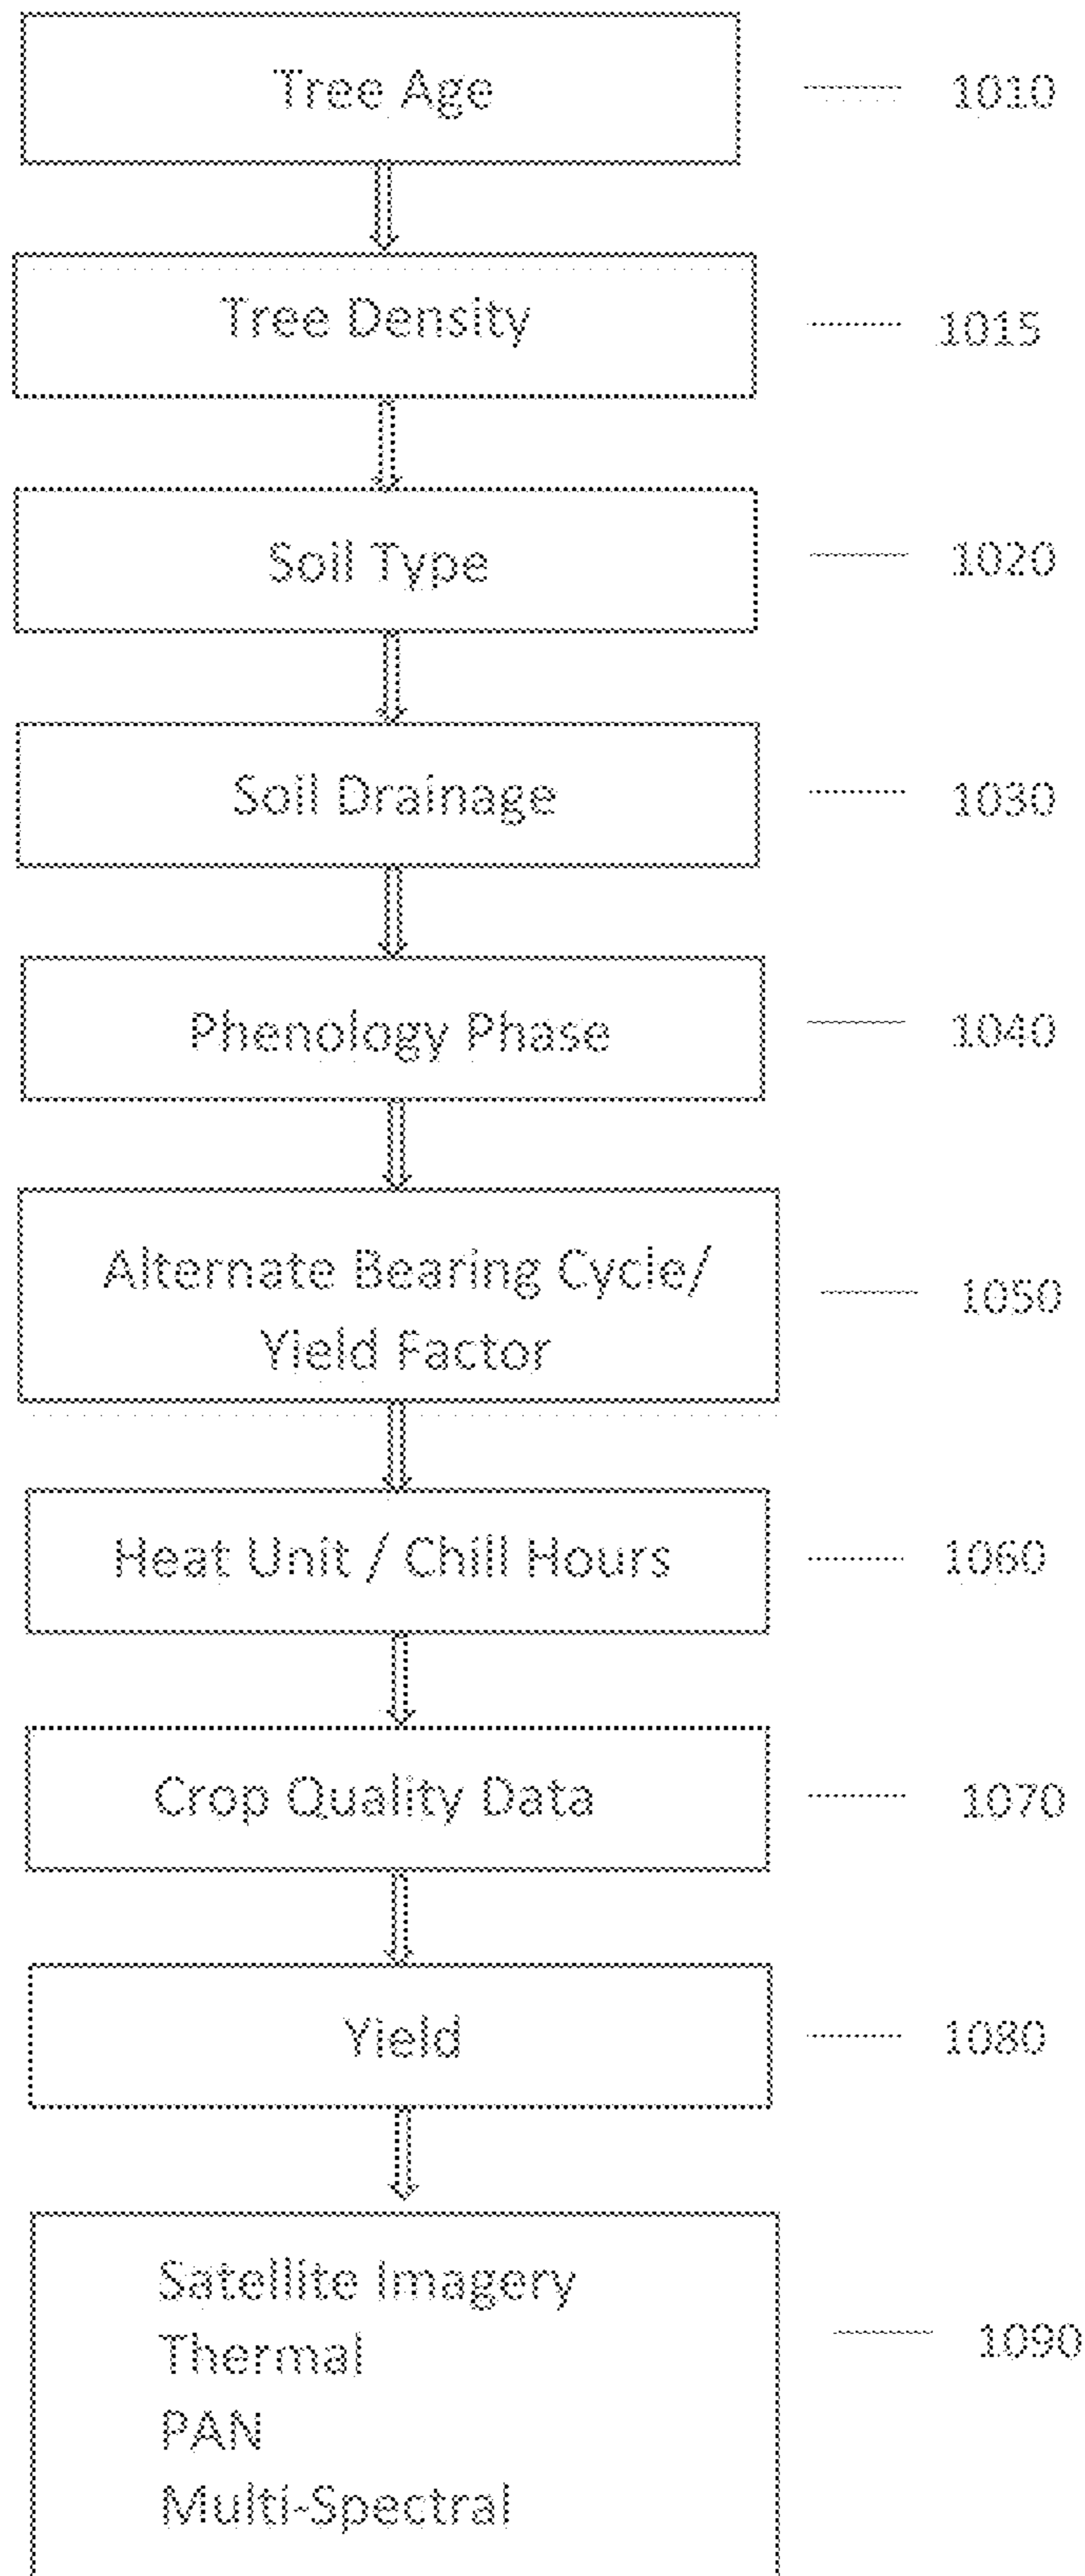 Tree Age 1010
Tree Density 1015
Soil Type 1020
Soil Drainage 1030
Phenology Phase 1040
Alternate Bearing Cycle/
Yield Factor 1050
Heat Unit / Chill Hours 1060
Crop Quality Data 1070
Yield 1080
Satellite Imagery
Thermal 1090
PAN
Multi-Spectral